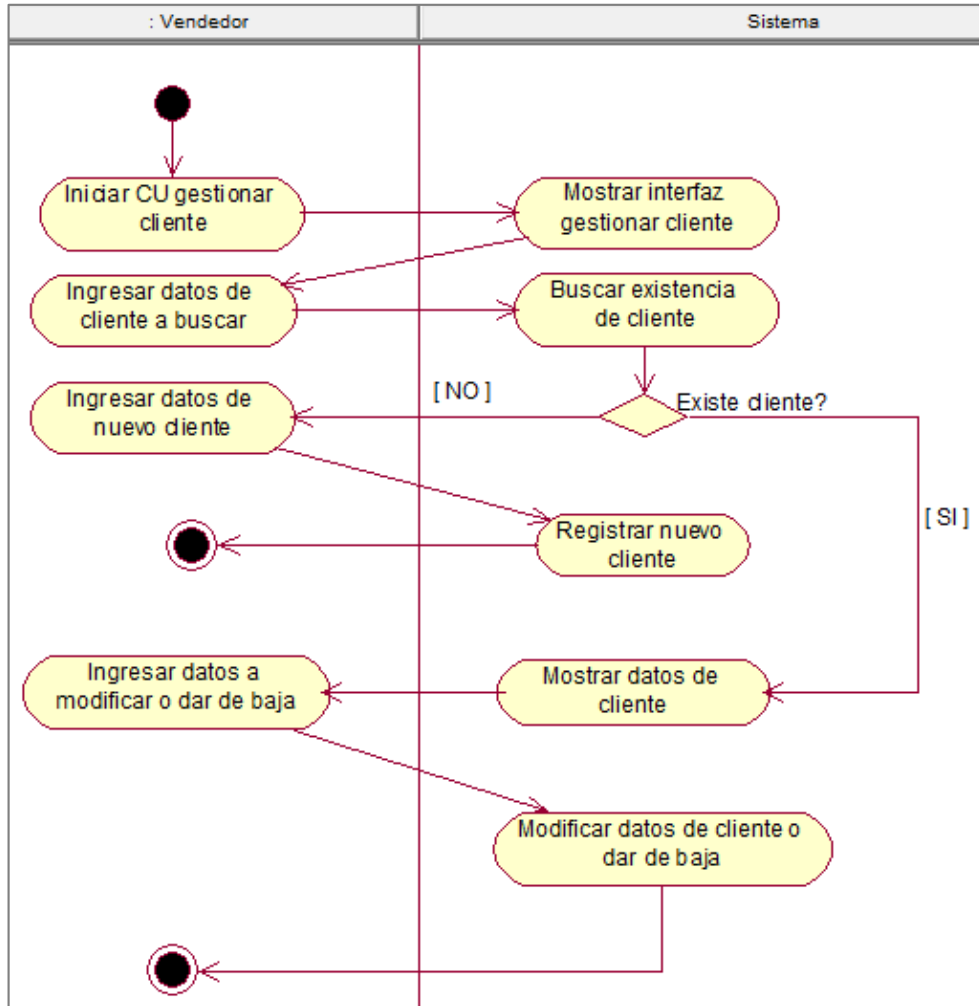 : Vendedor
Sistema
Iniciar CU gestionar
cliente
Mostrar interfaz
gestionar cliente
Ingresar datos de
cliente a buscar
Buscar existencia
de cliente
Ingresar datos de
nuevo cliente
[ NO ]
Existe cliente?
[ SI ]
Registrar nuevo
cliente
Ingresar datos a
modificar o dar de baja
Mostrar datos de
cliente
Modificar datos de cliente o
dar de baja